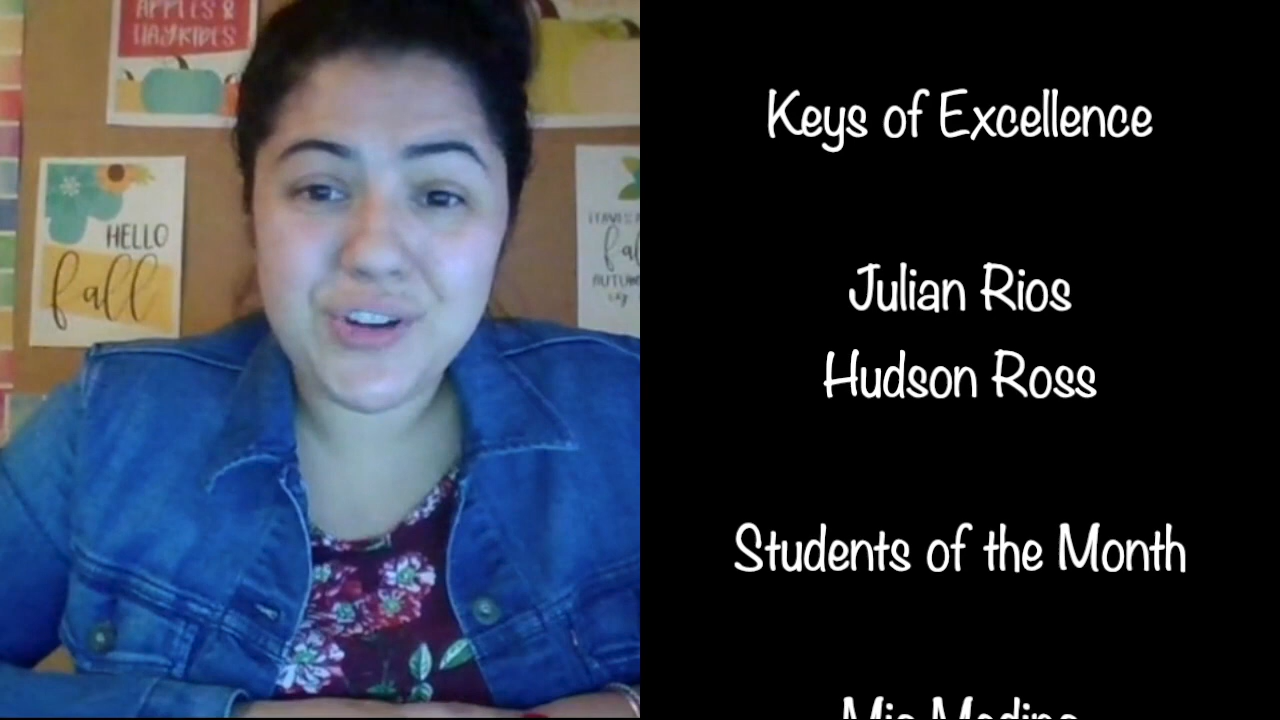 APPLES &
HAYRIDES
HELLO
fall
Keys of Excellence
Julian Rios
Hudson Ross
Students of the Month